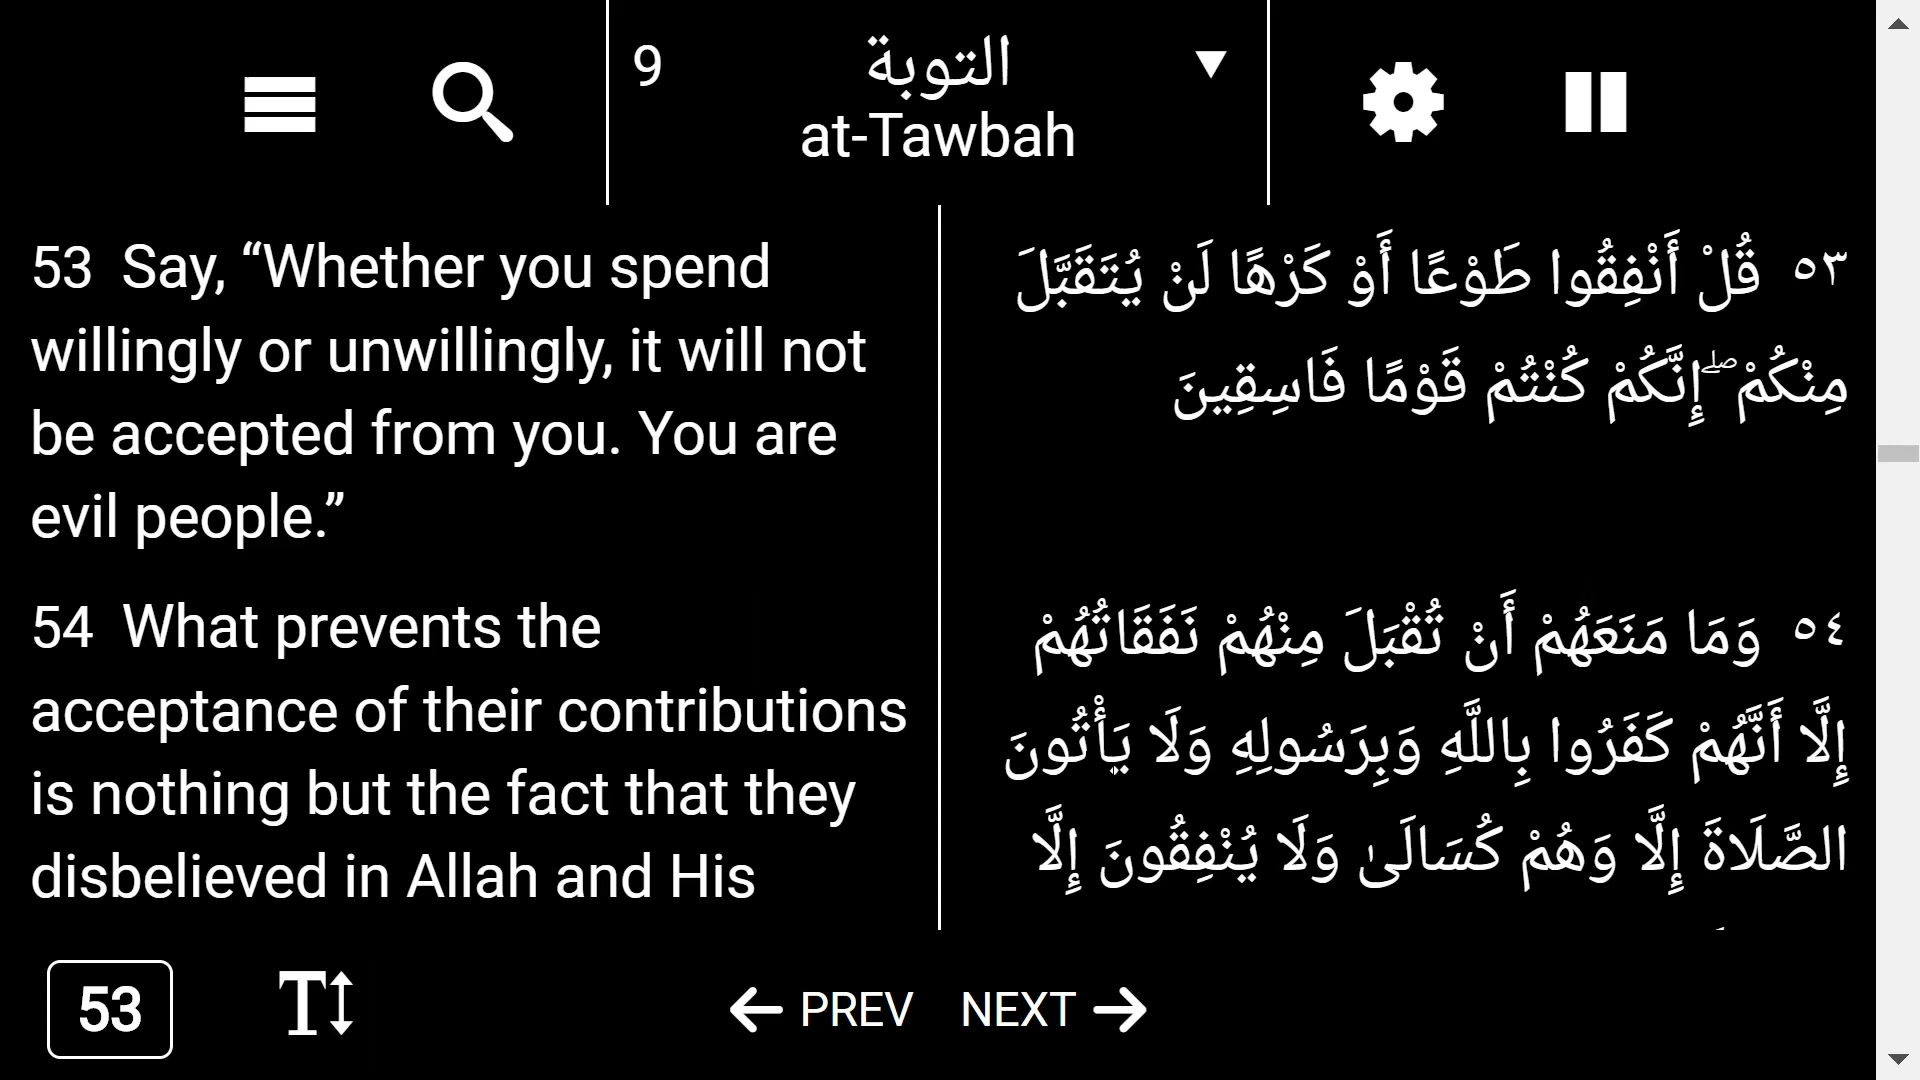 9
التوبة
at-Tawbah
53 Say, “Whether you spend
willingly or unwillingly, it will not
be accepted from you. You are
evil people.”
54 What prevents the
acceptance of their contributions
is nothing but the fact that they
disbelieved in Allah and His
٥٣ قُلْ أَنْفِقُوا طَوْعًا أَوْ كَرْهًا لَنْ يُتَقَبَّلَ
مِنْكُمْ ۖ إِنَّكُمْ كُنْتُمْ قَوْمًا فَاسِقِينَ
٥٤ وَمَا مَنَعَهُمْ أَنْ تُقْبَلَ مِنْهُمْ نَفَقَاتُهُمْ
إِلَّا أَنَّهُمْ كَفَرُوا بِاللَّهِ وَبِرَسُولِهِ وَلَا يَأْتُونَ
الصَّلَاةَ إِلَّا وَهُمْ كُسَالَىٰ وَلَا يُنْفِقُونَ إِلَّا
53
PREV NEXT